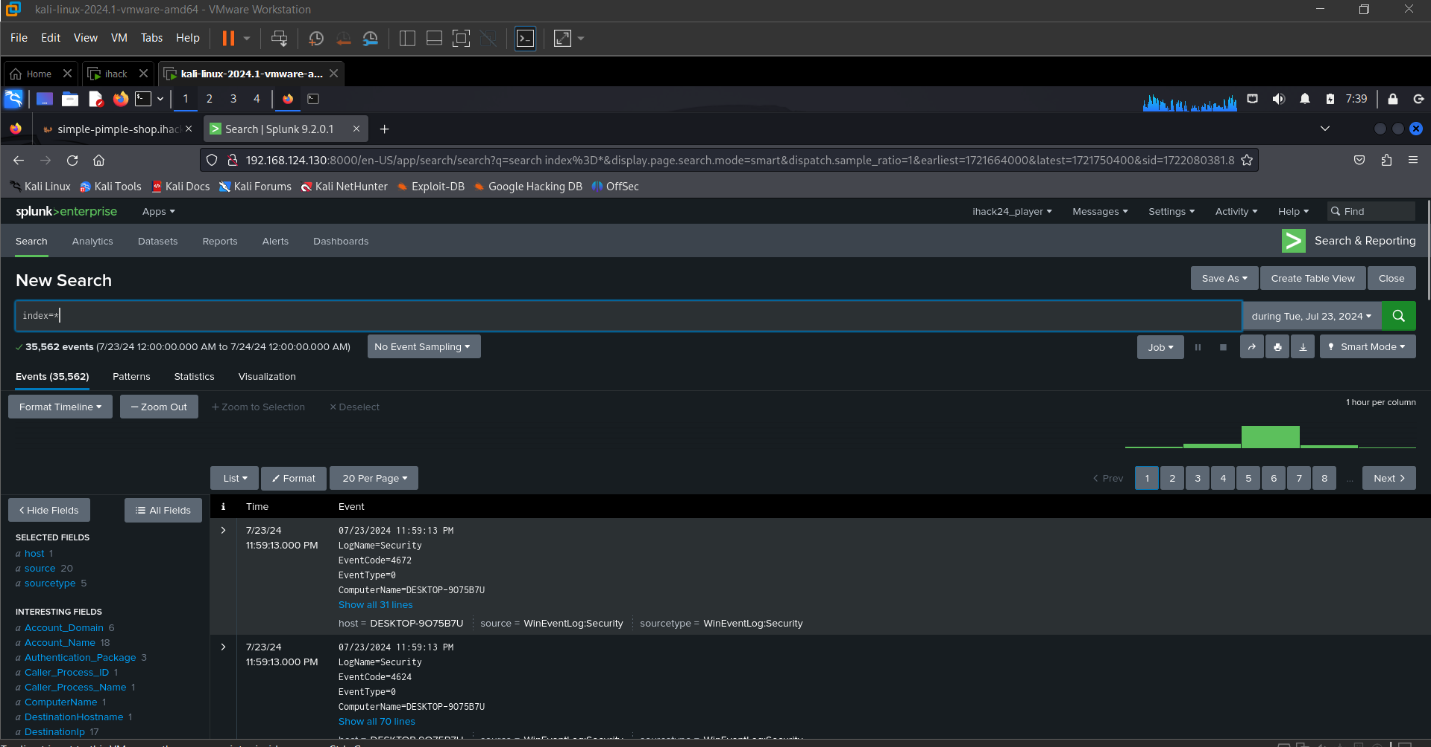 kali-linux-2024.1-vmware-amd64 - VMware Workstation
File Edit View VM Tabs Help
Home ihack kali-linux-2024.1-vmware-a...
1 2 3 4 7:39
simple-pimple-shop.ihac Search | Splunk 9.2.0.1
192.168.124.130:8000/en-US/app/search/search?q=search index%3D*&display.page.search.mode=smart&dispatch.sample_ratio=1&earliest=1721664000&latest=1721750400&sid=1722080381.8
Kali Linux Kali Tools Kali Docs Kali Forums Kali NetHunter Exploit-DB Google Hacking DB OffSec
splunk>enterprise Apps ihack24_player Messages Settings Activity Help Find
Search Analytics Datasets Reports Alerts Dashboards Search & Reporting
New Search Save As Create Table View Close
index=* during Tue, Jul 23, 2024
35,562 events (7/23/24 12:00:00.000 AM to 7/24/24 12:00:00.000 AM) No Event Sampling Job Smart Mode
Events (35,562) Patterns Statistics Visualization
Format Timeline — Zoom Out + Zoom to Selection × Deselect 1 hour per column
List Format 20 Per Page < Prev 1 2 3 4 5 6 7 8 ... Next >
< Hide Fields All Fields i Time Event
SELECTED FIELDS
a host 1
a source 20
a sourcetype 5
INTERESTING FIELDS
a Account_Domain 6
a Account_Name 18
a Authentication_Package 3
a Caller_Process_ID 1
a Caller_Process_Name 1
a ComputerName 1
a DestinationHostname 1
a DestinationIp 17
7/23/24
11:59:13.000 PM
07/23/2024 11:59:13 PM
LogName=Security
EventCode=4672
EventType=0
ComputerName=DESKTOP-9O75B7U
Show all 31 lines
host = DESKTOP-9O75B7U source = WinEventLog:Security sourcetype = WinEventLog:Security
7/23/24
11:59:13.000 PM
07/23/2024 11:59:13 PM
LogName=Security
EventCode=4624
EventType=0
ComputerName=DESKTOP-9O75B7U
Show all 70 lines